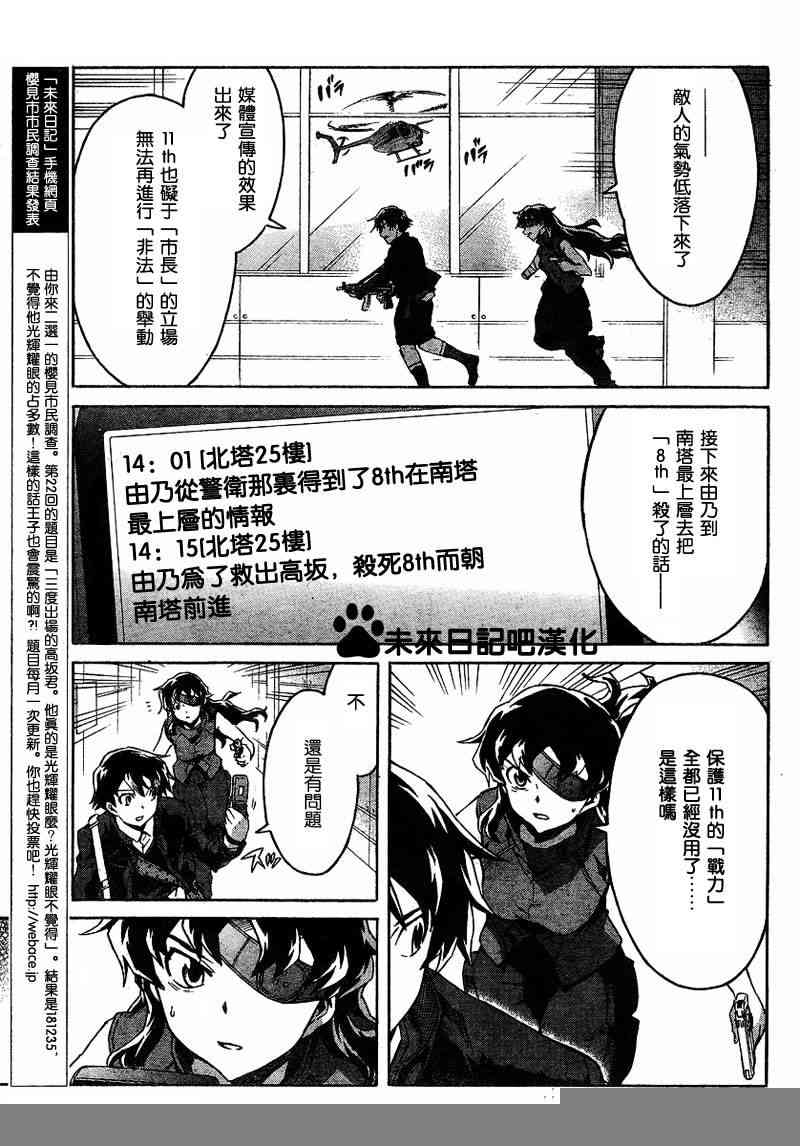 敵人的氣勢低落下來了
媒體宣傳的效果
出來了
11th也礙于「市長」的立場
無法再進行「非法」的舉動
接下來由乃到
南塔最上層去把
「8th」殺了的話
14：01[北塔25樓]
由乃從警衛那裏得到了8th在南塔
最上層的情報
14：15[北塔25樓]
由乃爲了救出高坂，殺死8th而朝
南塔前進
未來日記吧漢化
保護11th的「戰力」
全都已經沒用了……
是這樣嗎
不
還是有問題
「未來日記」手機網頁
櫻見市市民調查結果發表
由你來二選一的櫻見市民調查。第22回的題目是「三度出場的高坂君。他真的是光輝耀眼麼？光輝耀眼不覺得」。結果是181235，
不覺得他光輝耀眼的占多數！這樣的話王子也會震驚的啊?! 題目每月一次更新。你也趕快投票吧！ http://webace.jp